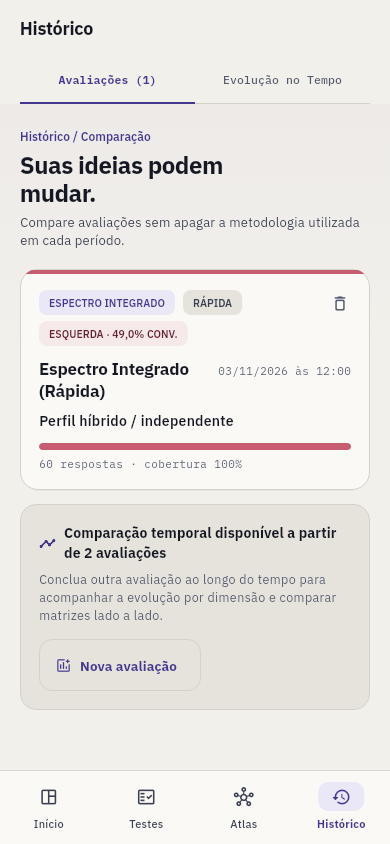 Histórico
Avaliações (1)
Evolução no Tempo
Histórico / Comparação
Suas ideias podem
mudar.
Compare avaliações sem apagar a metodologia utilizada
em cada período.
ESPECTRO INTEGRADO
RÁPIDA
ESQUERDA · 49,0% CONV.
Espectro Integrado
(Rápida)
03/11/2026 às 12:00
Perfil híbrido / independente
60 respostas · cobertura 100%
Comparação temporal disponível a partir
de 2 avaliações
Conclua outra avaliação ao longo do tempo para
acompanhar a evolução por dimensão e comparar
matrizes lado a lado.
Nova avaliação
Início
Testes
Atlas
Histórico